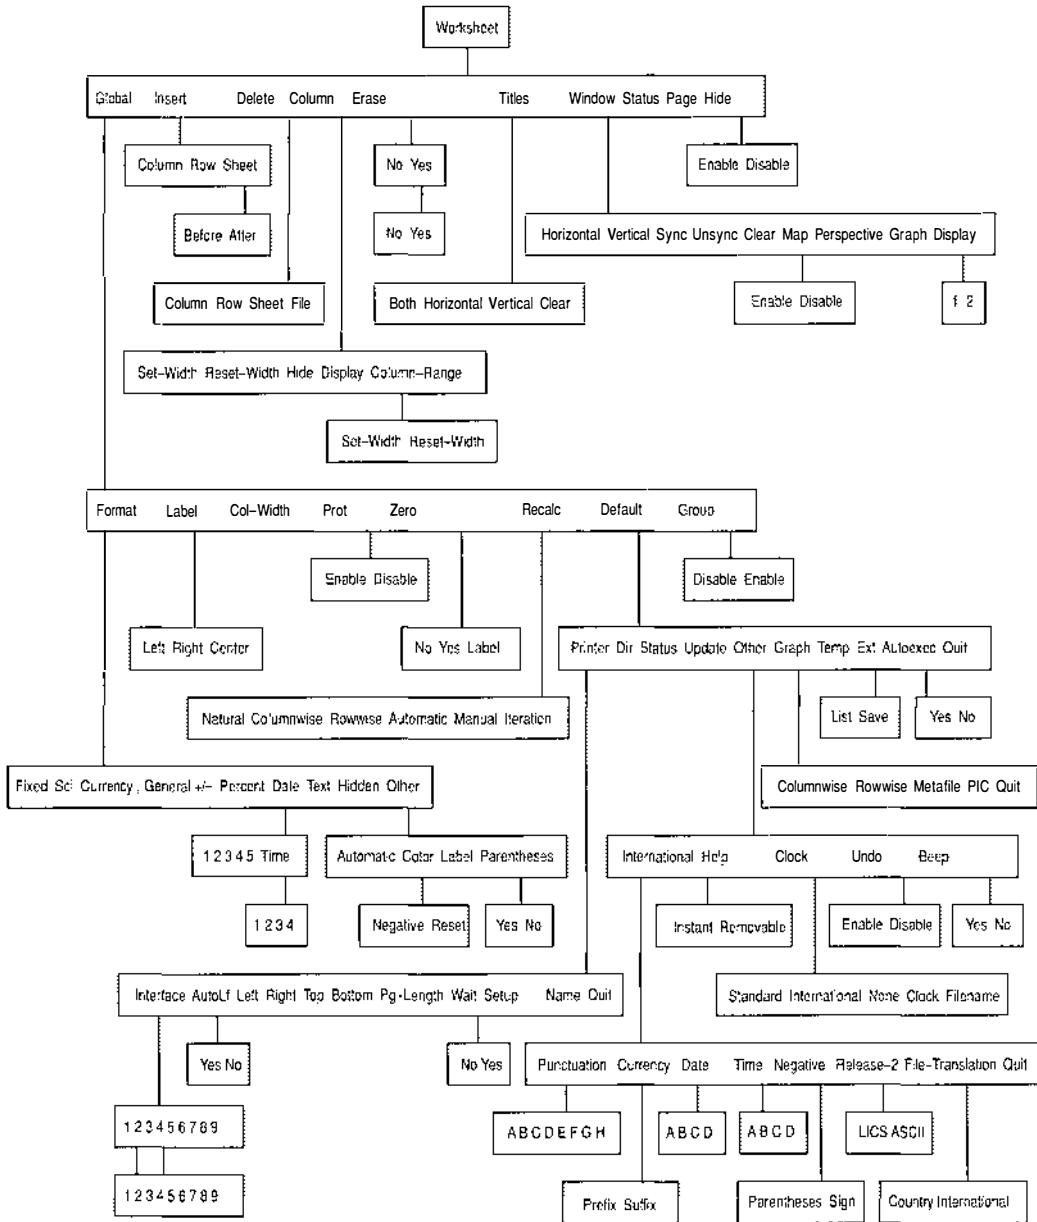 Worksheet
Global Insert Delete Column Erase Titles Window Status Page Hide
Column Row Sheet
No Yes
Enable Disable
Before After
No Yes
Horizontal Vertical Sync Unsync Clear Map Perspective Graph Display
Column Row Sheet File
Both Horizontal Vertical Clear
Enable Disable
1 2
Set-Width Reset-Width Hide Display Column-Range
Set-Width Reset-Width
Format Label Col-Width Prot Zero Recalc Default Group
Enable Disable
Disable Enable
Left Right Center
No Yes Label
Printer Dir Status Update Other Graph Temp Ext Autoexec Quit
Natural Columnwise Rowwise Automatic Manual Iteration
List Save
Yes No
Fixed Sci Currency , General +/- Percent Date Text Hidden Other
Columnwise Rowwise Metafile PIC Quit
1 2 3 4 5 Time
Automatic Color Label Parentheses
International Help Clock Undo Beep
1 2 3 4
Negative Reset
Yes No
Instant Removable
Enable Disable
Yes No
Interface AutoLf Left Right Top Bottom Pg-Length Wait Setup Name Quit
Standard International None Clock Filename
Yes No
No Yes
Punctuation Currency Date Time Negative Release-2 File-Translation Quit
1 2 3 4 5 6 7 8 9
A B C D E F G H
A B C D
A B C D
LICS ASCII
1 2 3 4 5 6 7 8 9
Prefix Suffix
Parentheses Sign
Country International